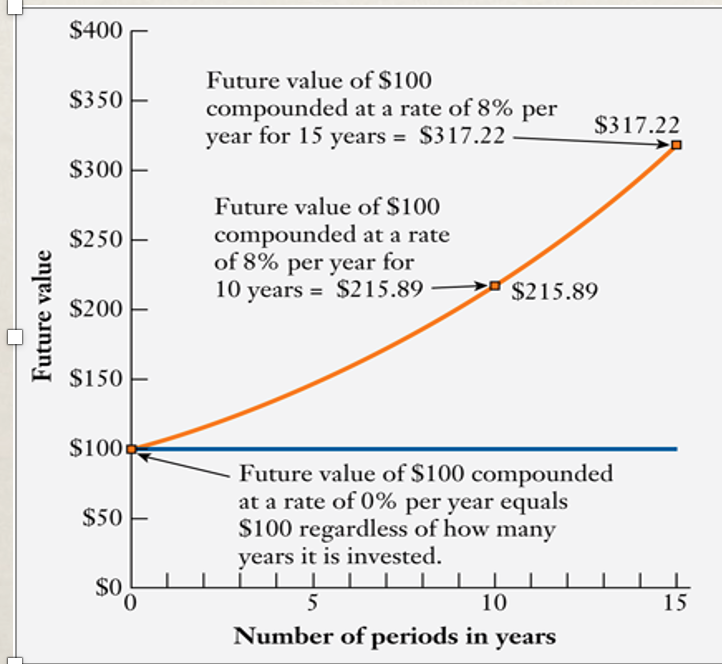 $400
Future value of $100
compounded at a rate of 8% per
year for 15 years = $317.22
$317.22
$350
$300
Future value of $100
compounded at a rate
of 8% per year for
10 years = $215.89
$215.89
$250
$200
Future value
$150
$100
Future value of $100 compounded
at a rate of 0% per year equals
$100 regardless of how many
years it is invested.
$50
$0
0 5 10 15
Number of periods in years